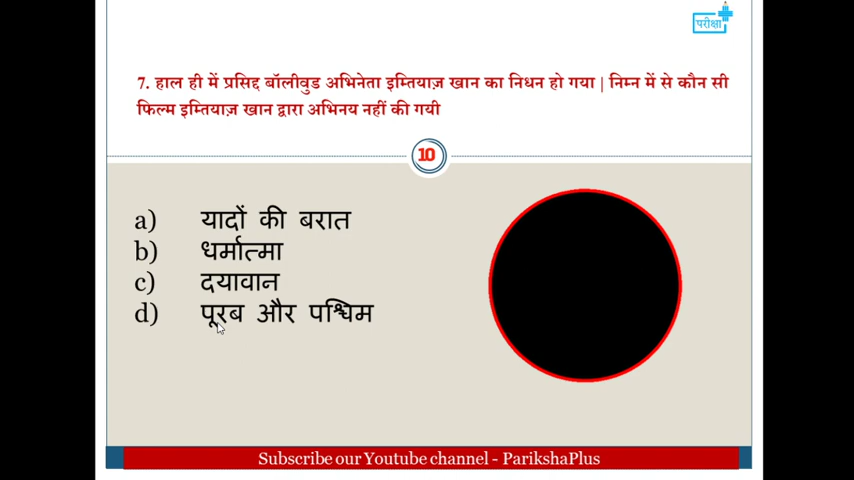 परीक्षा
7. हाल ही में प्रसिद्द बॉलीवुड अभिनेता इम्तियाज़ खान का निधन हो गया | निम्न में से कौन सी
फिल्म इम्तियाज़ खान द्वारा अभिनय नहीं की गयी
10
a) यादों की बरात
b) धर्मात्मा
c) दयावान
d) पूरब और पश्चिम
Subscribe our Youtube channel - ParikshaPlus